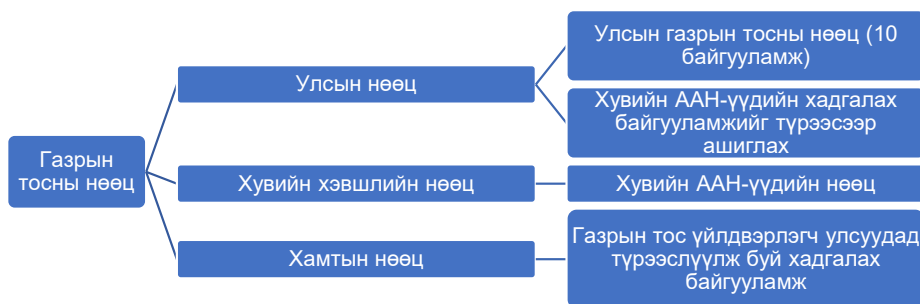 Газрын
тосны нөөц
Улсын нөөц
Улсын газрын тосны нөөц (10
байгууламж)
Хувийн ААН-үүдийн хадгалах
байгууламжийг түрээсээр
ашиглах
Хувийн хэвшлийн нөөц
Хувийн ААН-үүдийн нөөц
Хамтын нөөц
Газрын тос үйлдвэрлэгч улсуудад
түрээслүүлж буй хадгалах
байгууламж